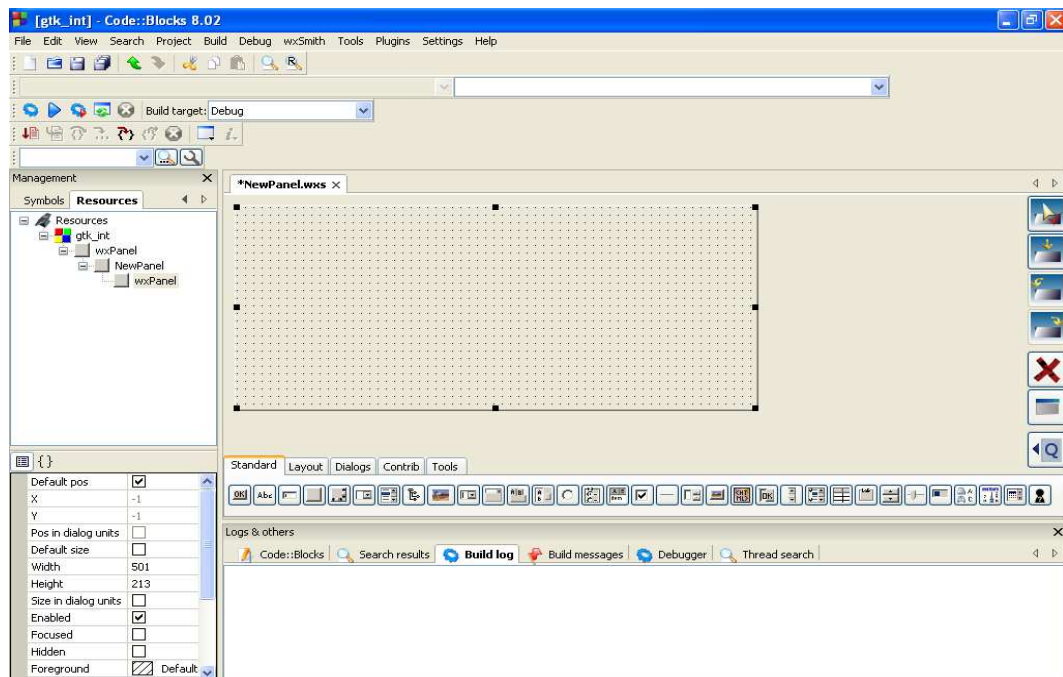 [gtk_int] - Code::Blocks 8.02
File Edit View Search Project Build Debug wxSmith Tools Plugins Settings Help
Build target: Debug
Management
Symbols Resources
Resources
gtk_int
wxPanel
NewPanel
wxPanel
*NewPanel.wxs
Default pos
X -1
Y -1
Pos in dialog units
Default size
Width 501
Height 213
Size in dialog units
Enabled
Focused
Hidden
Foreground Default
Standard Layout Dialogs Contrib Tools
OK Abc
Logs & others
Code::Blocks Search results Build log Build messages Debugger Thread search
Q